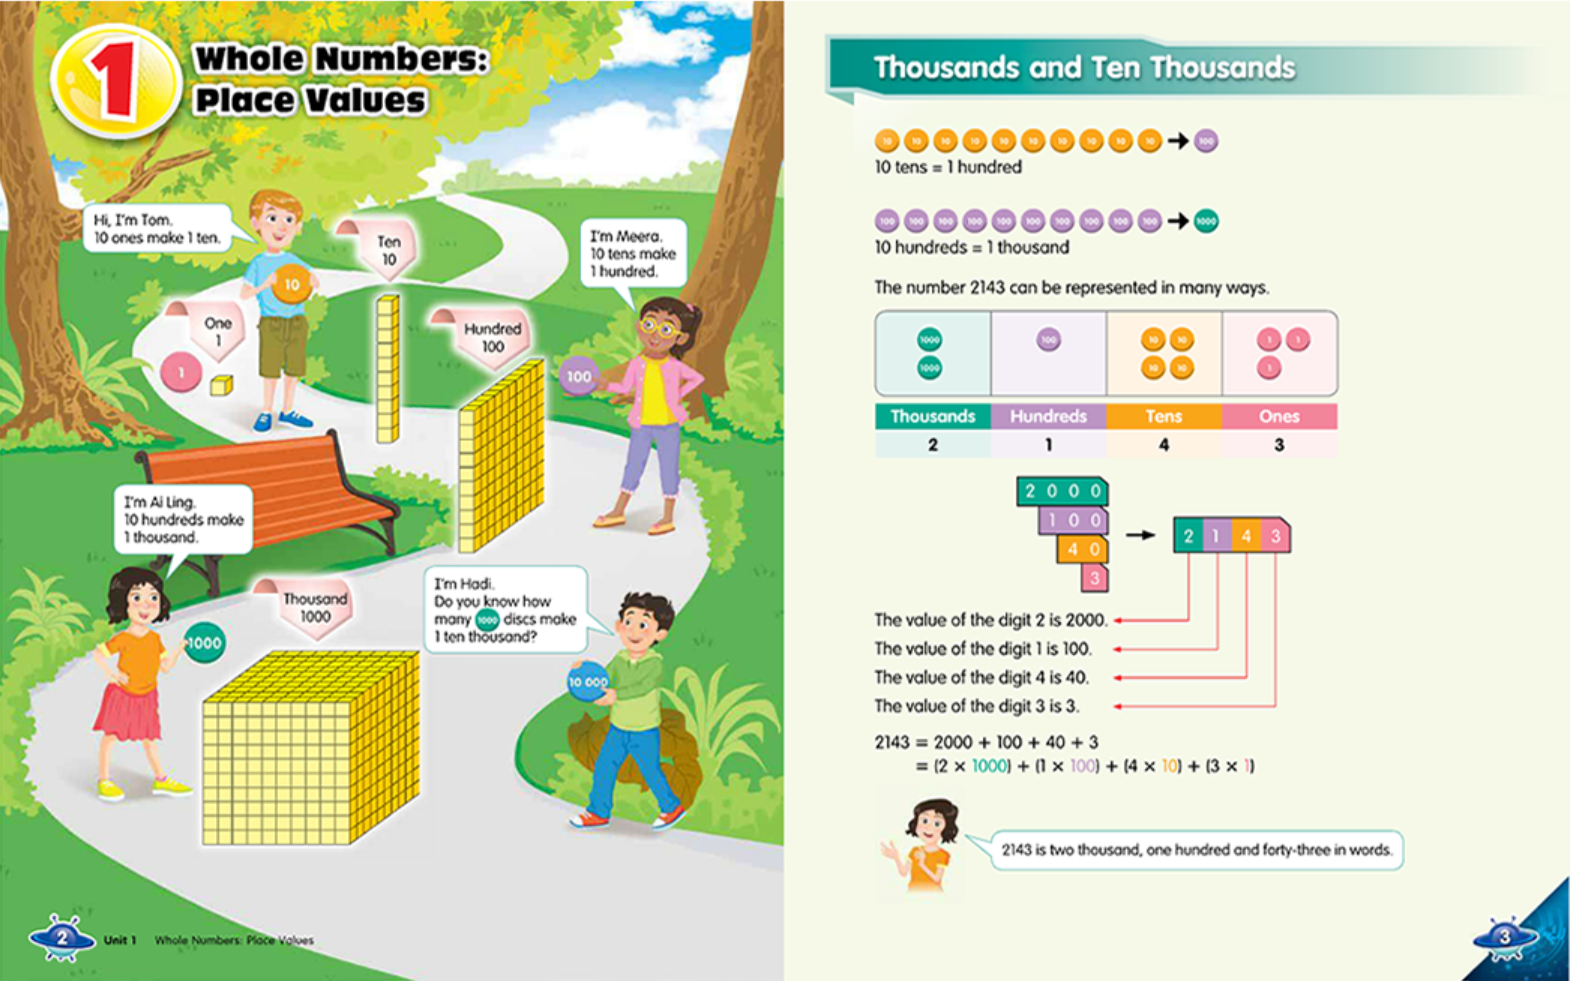 1
Whole Numbers:
Place Values
Hi, I'm Tom.
10 ones make 1 ten.
10
Ten
10
I'm Meera.
10 tens make
1 hundred.
One
1
1
Hundred
100
100
I'm Ai Ling.
10 hundreds make
1 thousand.
1000
Thousand
1000
I'm Hadi.
Do you know how
many 1000 discs make
1 ten thousand?
10 000
2
Unit 1 Whole Numbers: Place Values
Thousands and Ten Thousands
10 10 10 10 10 10 10 10 10 10 → 100
10 tens = 1 hundred
100 100 100 100 100 100 100 100 100 100 → 1000
10 hundreds = 1 thousand
The number 2143 can be represented in many ways.
1000 100 10 10 1 1
1000 10 10 1
Thousands Hundreds Tens Ones
2 1 4 3
2 0 0 0
1 0 0
4 0
3
2 1 4 3
The value of the digit 2 is 2000.
The value of the digit 1 is 100.
The value of the digit 4 is 40.
The value of the digit 3 is 3.
2143 = 2000 + 100 + 40 + 3
= (2 × 1000) + (1 × 100) + (4 × 10) + (3 × 1)
2143 is two thousand, one hundred and forty-three in words.
3